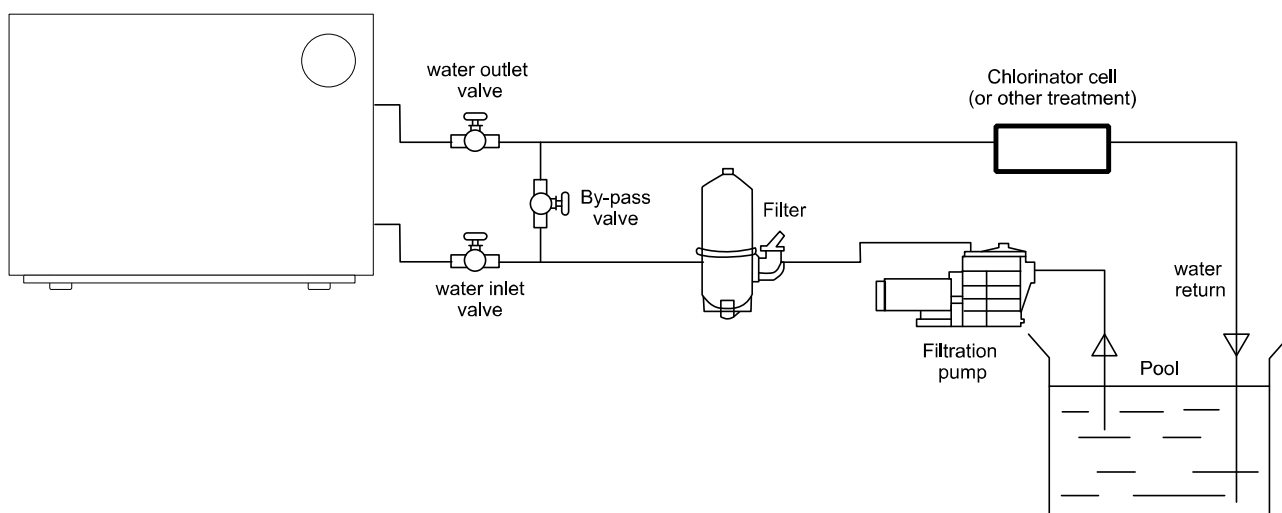 water outlet
valve
Chlorinator cell
(or other treatment)
By-pass
valve
Filter
water inlet
valve
water
return
Filtration
pump
Pool